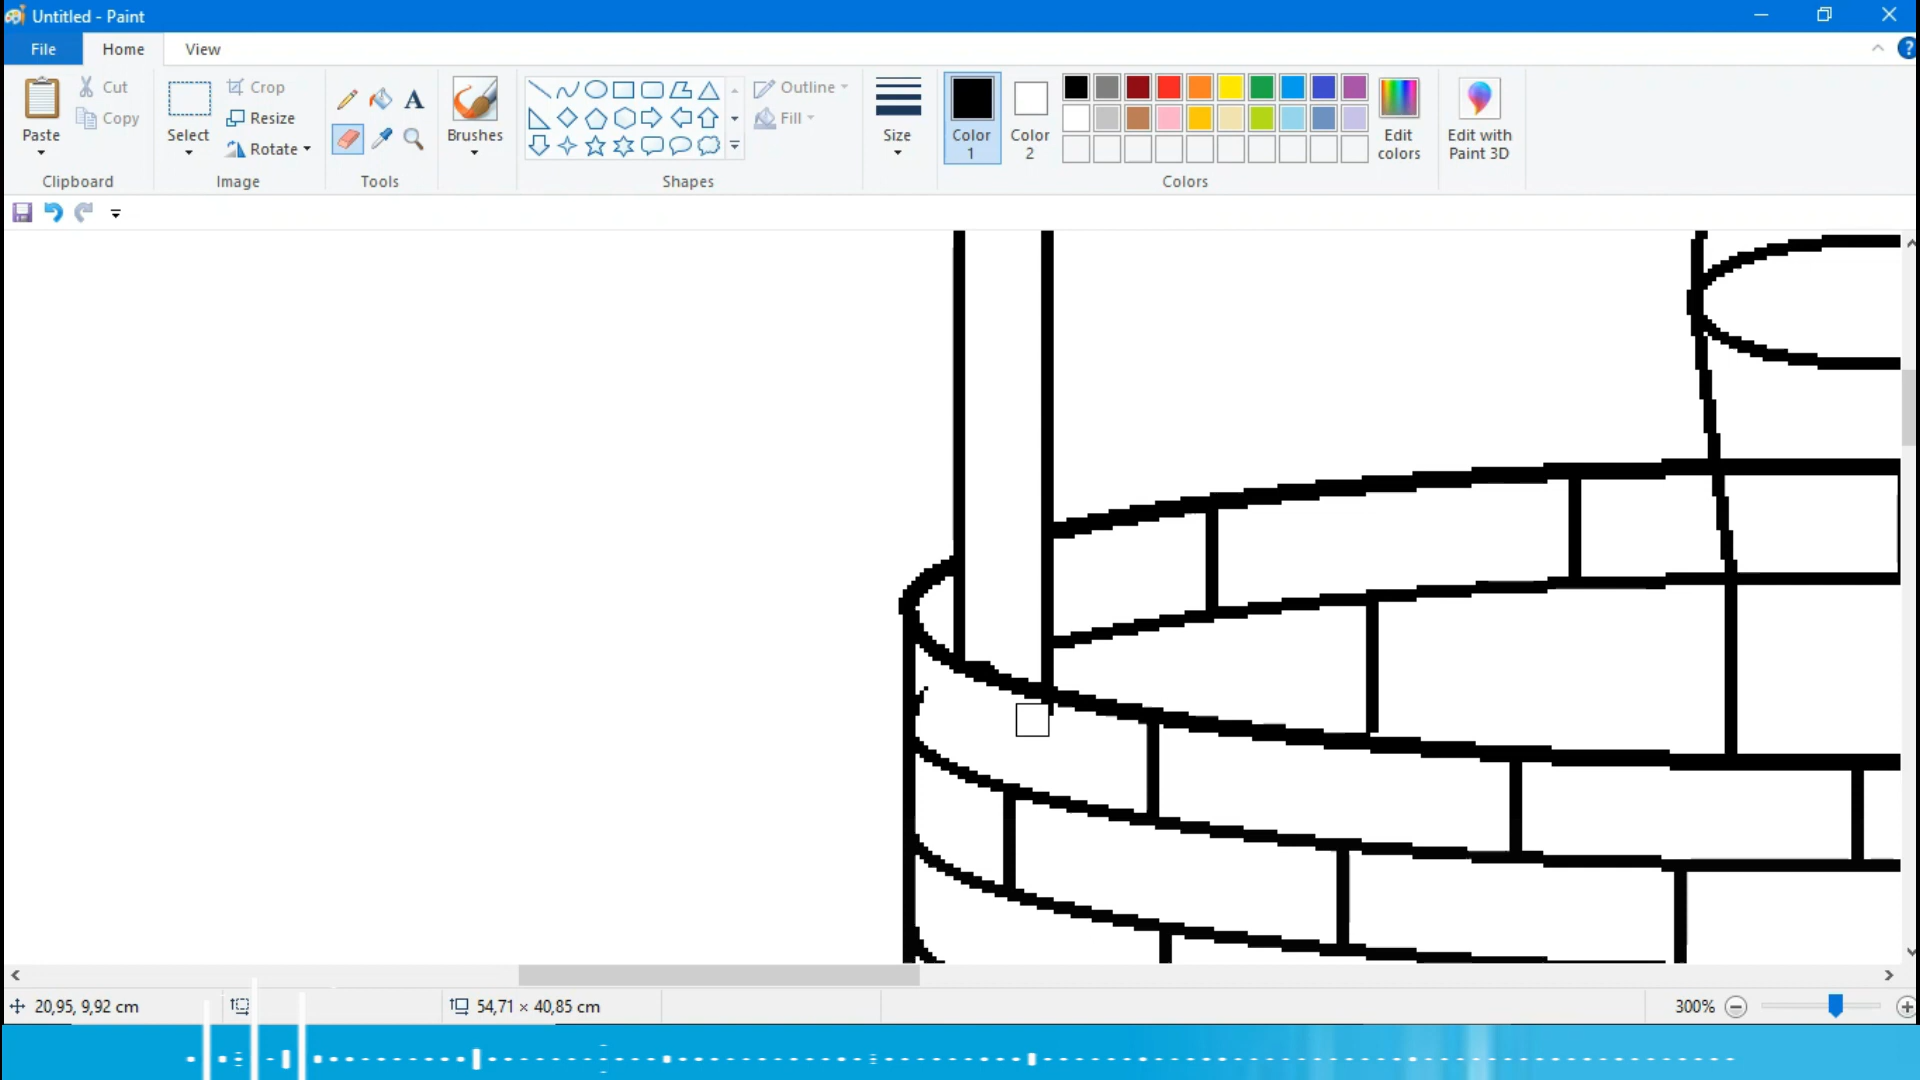 Untitled - Paint
File Home View
Paste
Cut
Copy
Clipboard
Select
Crop
Resize
Rotate
Image
A
Tools
Brushes
Outline
Fill
Shapes
Size
Color 1
Color 2
Edit colors
Colors
Edit with Paint 3D
?
20,95, 9,92 cm
54,71 × 40,85 cm
300%